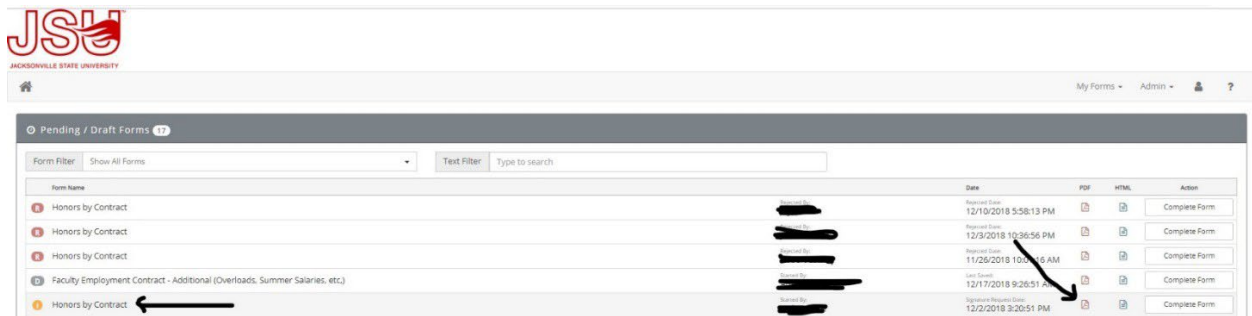 JSU
JACKSONVILLE STATE UNIVERSITY
My Forms Admin ?
Pending / Draft Forms 17
Form Filter Show All Forms Text Filter Type to search
Form Name Date PDF HTML Action
R Honors by Contract Rejected By: Rejected Date: 12/10/2018 5:58:13 PM Complete Form
R Honors by Contract Rejected Date: 12/3/2018 10:36:56 PM Complete Form
R Honors by Contract Rejected By: Rejected Date: 11/26/2018 AM Complete Form
D Faculty Employment Contract - Additional (Overloads, Summer Salaries, etc,) Started By: Last Saved: 12/17/2018 9:26:51 Complete Form
Honors by Contract Started By: Signature Request Date: 12/2/2018 3:20:51 PM Complete Form